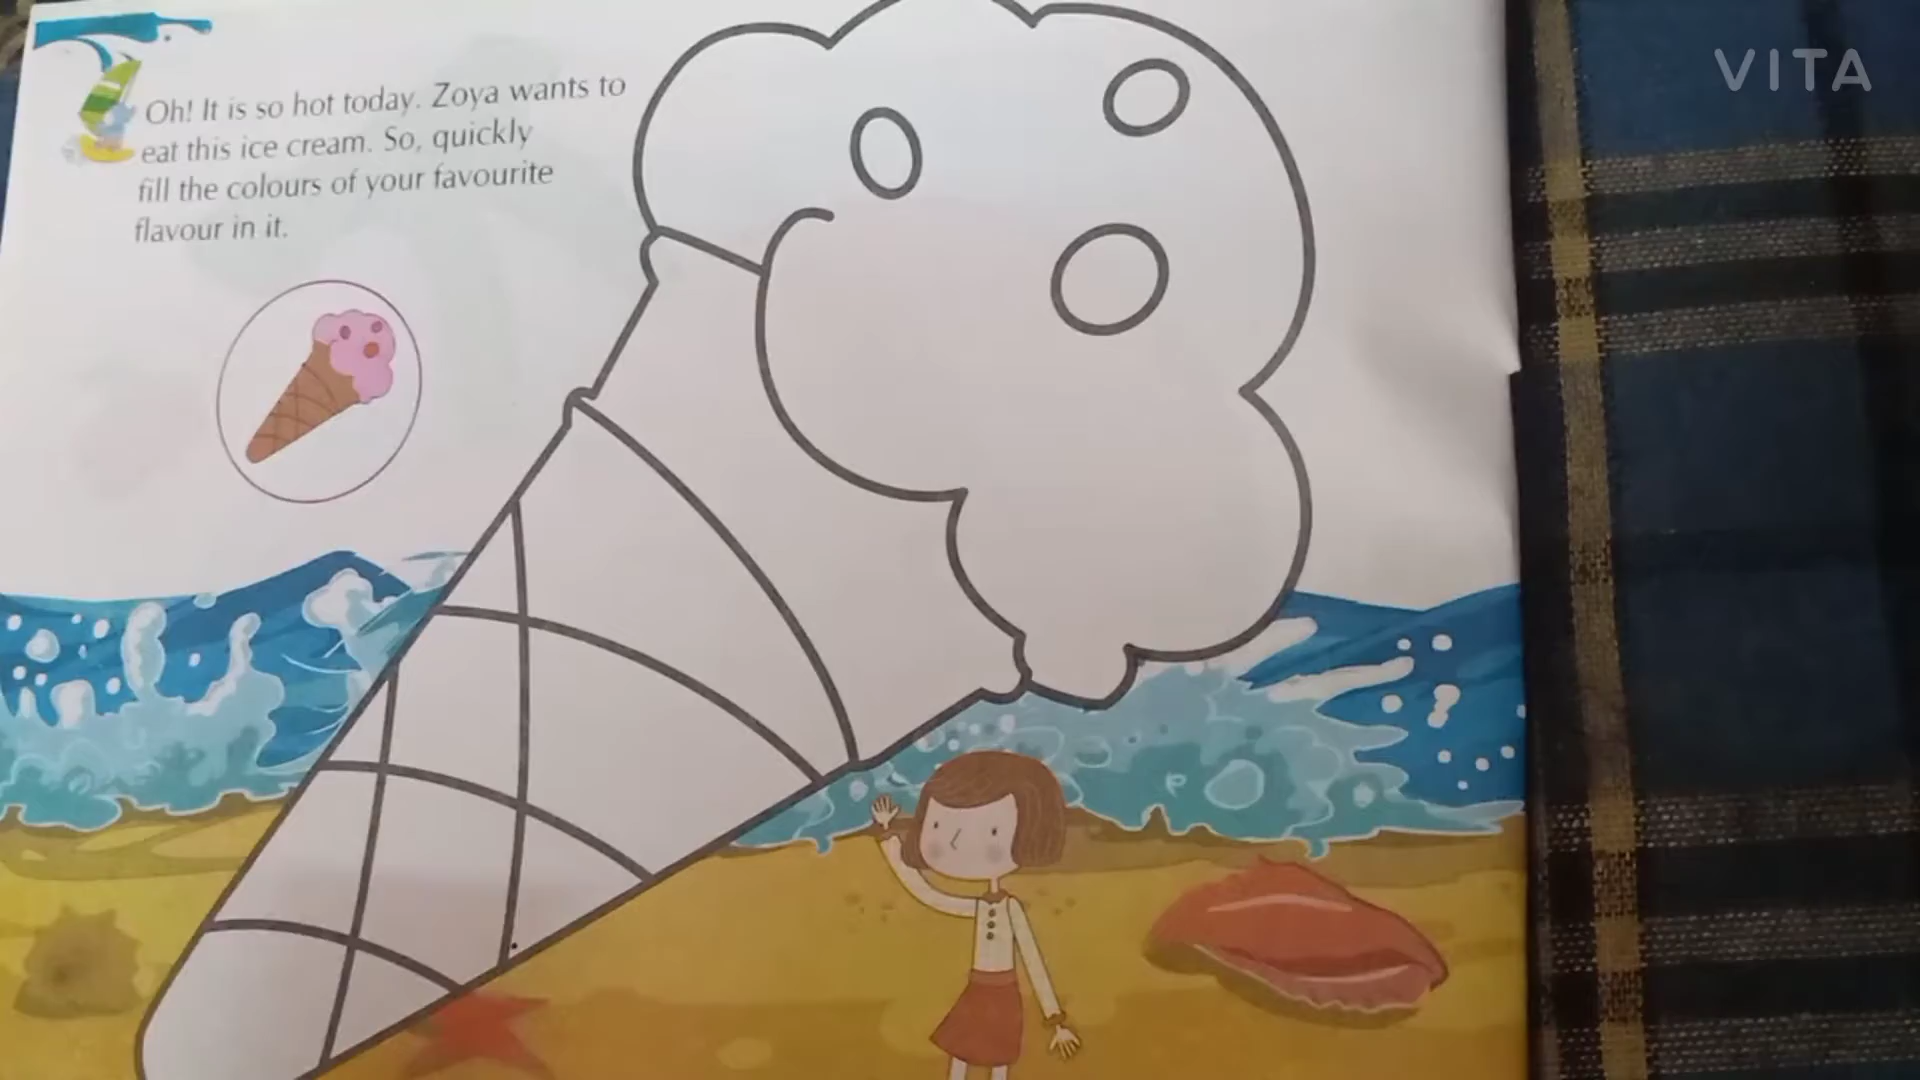 Oh! It is so hot today. Zoya wants to
eat this ice cream. So, quickly
fill the colours of your favourite
flavour in it.
VITA